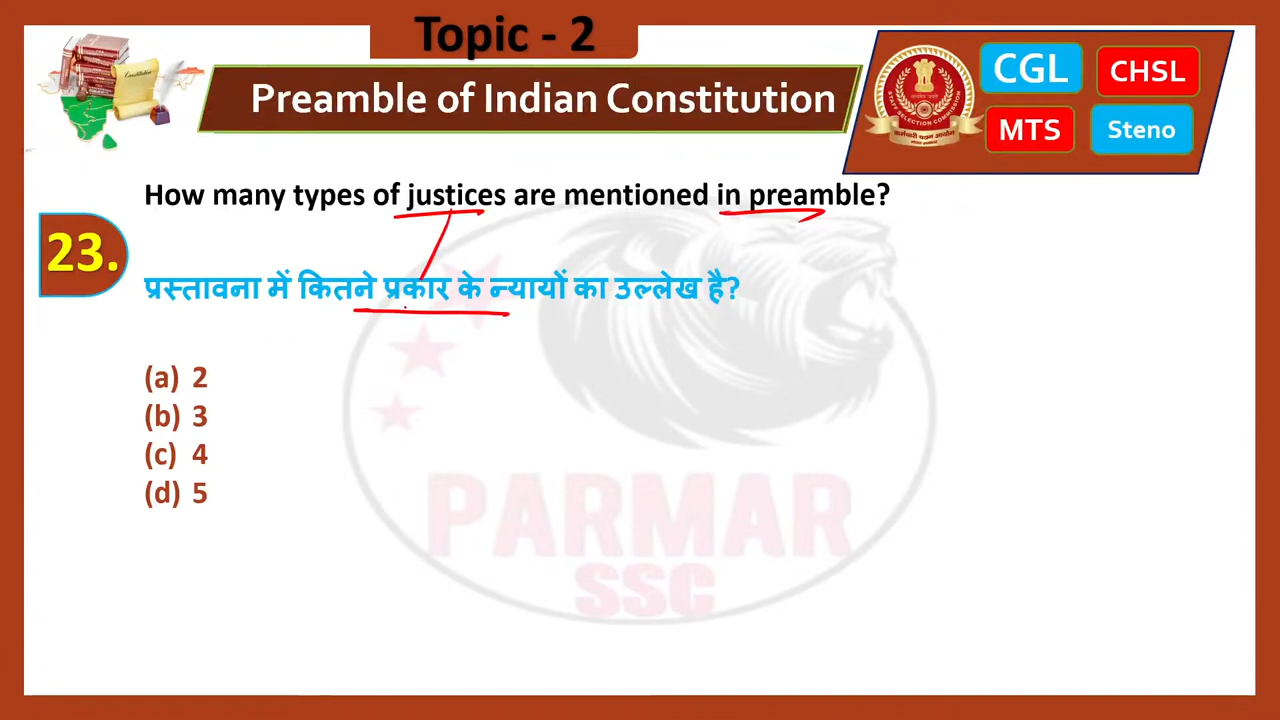 Topic - 2
Preamble of Indian Constitution
CGL
CHSL
MTS
Steno
How many types of justices are mentioned in preamble?
23.
प्रस्तावना में कितने प्रकार के न्यायों का उल्लेख है?
(a) 2
(b) 3
(c) 4
(d) 5
PARMAR
SSC